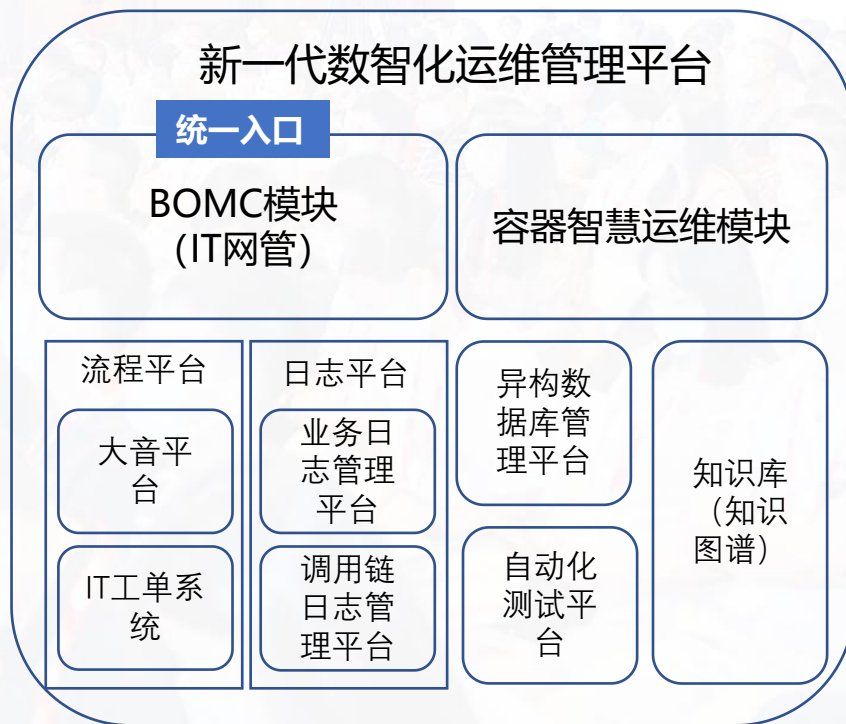 新一代数智化运维管理平台
统一入口
BOMC模块
（IT网管）
容器智慧运维模块
流程平台
大音平
台
IT工单系
统
日志平台
业务日
志管理
平台
调用链
日志管
理平台
异构数
据库管
理平台
自动化
测试平
台
知识库
（知识
图谱）